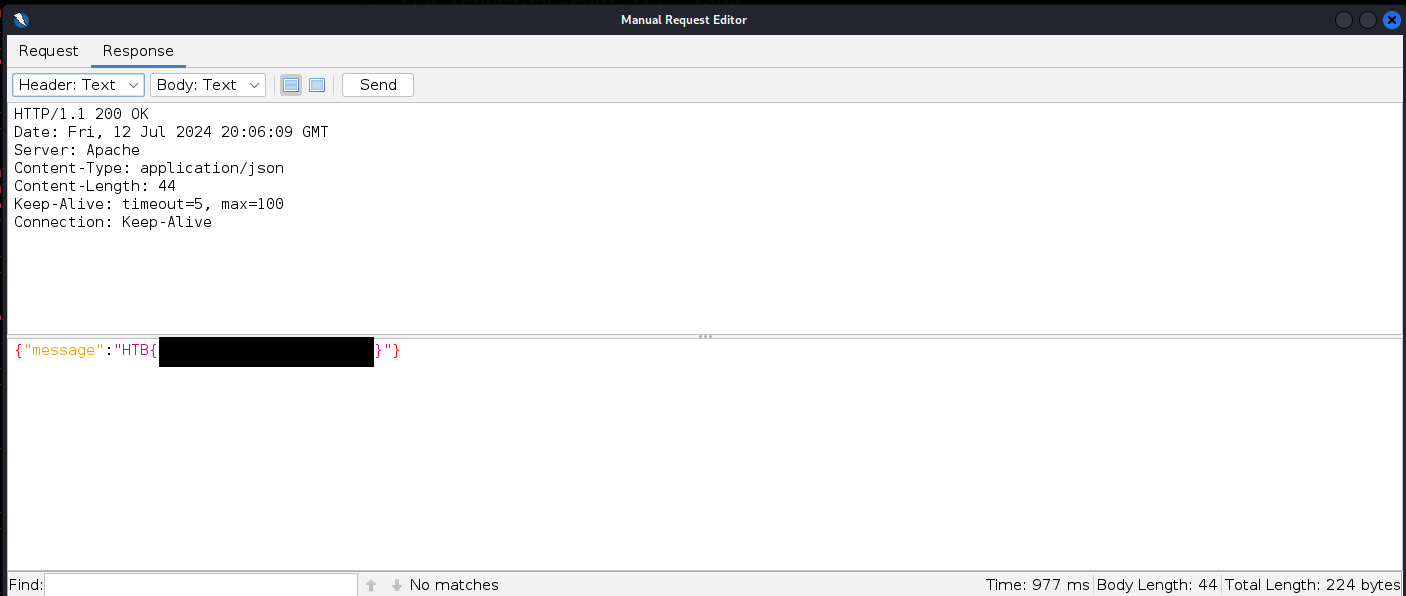 Manual Request Editor
Request Response
Header: Text Body: Text Send
HTTP/1.1 200 OK
Date: Fri, 12 Jul 2024 20:06:09 GMT
Server: Apache
Content-Type: application/json
Content-Length: 44
Keep-Alive: timeout=5, max=100
Connection: Keep-Alive
{"message":"HTB{ }"}
Find: No matches Time: 977 ms Body Length: 44 Total Length: 224 bytes